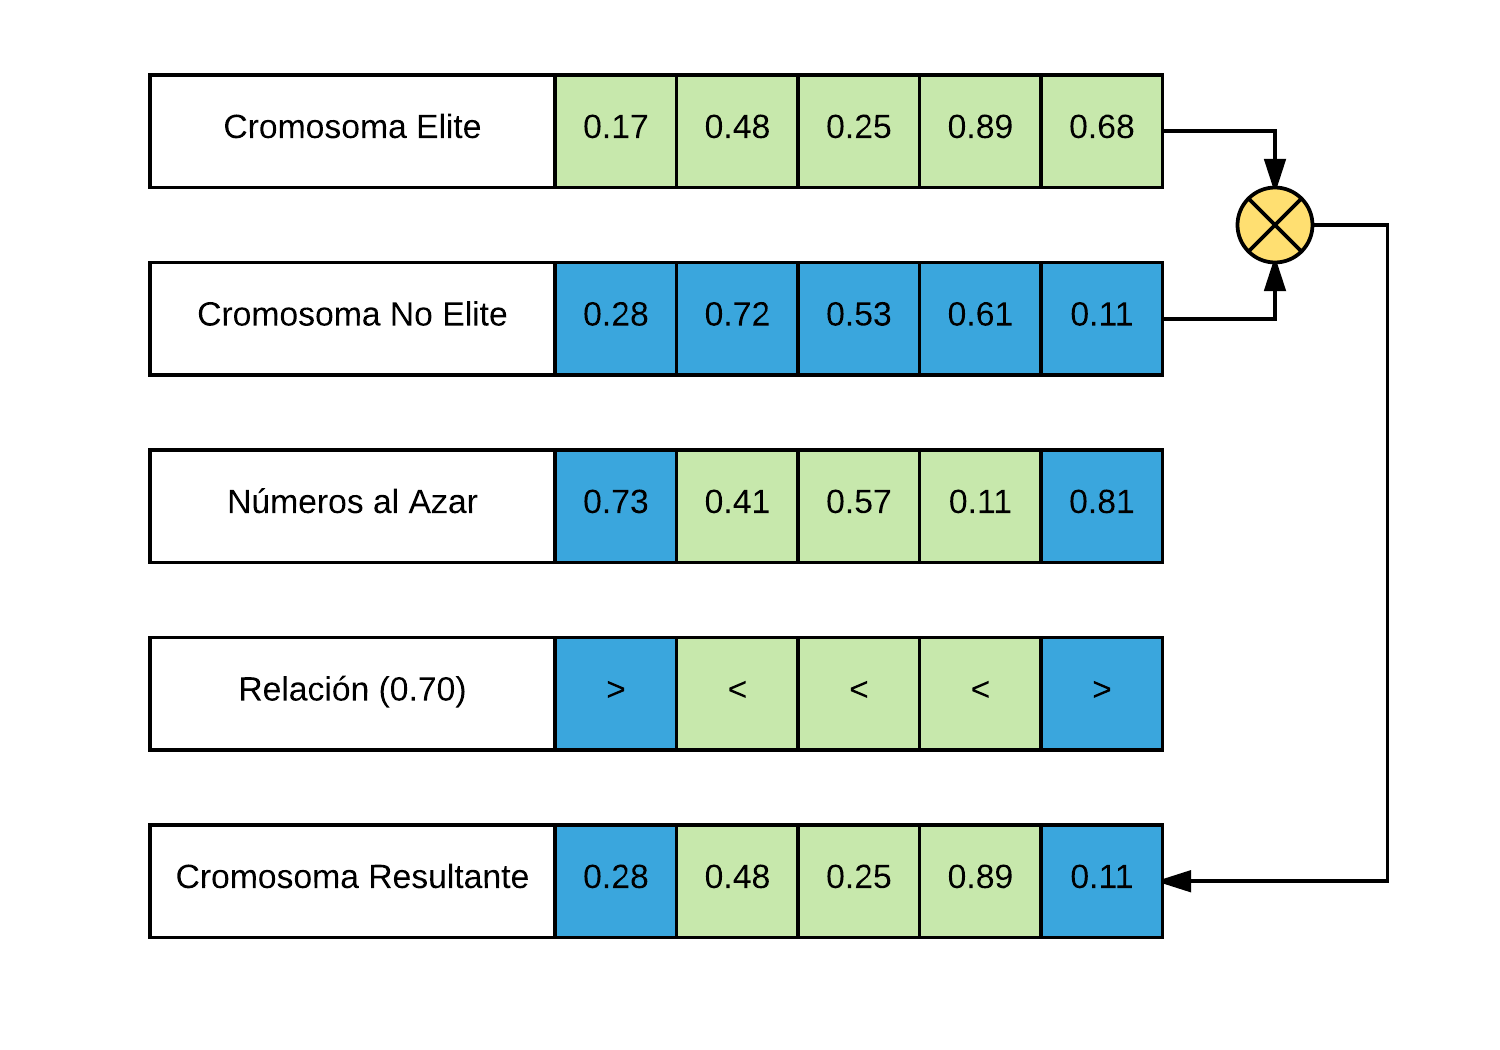 Cromosoma Elite 0.17 0.48 0.25 0.89 0.68
Cromosoma No Elite 0.28 0.72 0.53 0.61 0.11
Números al Azar 0.73 0.41 0.57 0.11 0.81
Relación (0.70) > < < < >
Cromosoma Resultante 0.28 0.48 0.25 0.89 0.11